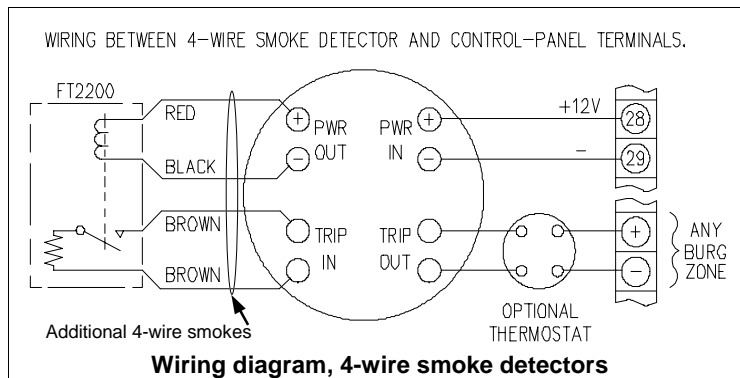 WIRING BETWEEN 4-WIRE SMOKE DETECTOR AND CONTROL-PANEL TERMINALS.
FT2200
RED
BLACK
BROWN
BROWN
+ PWR PWR +
- OUT IN -
TRIP TRIP
IN OUT
+12V
28
-
29
+
-
ANY
BURG
ZONE
OPTIONAL
THERMOSTAT
Additional 4-wire smokes
Wiring diagram, 4-wire smoke detectors